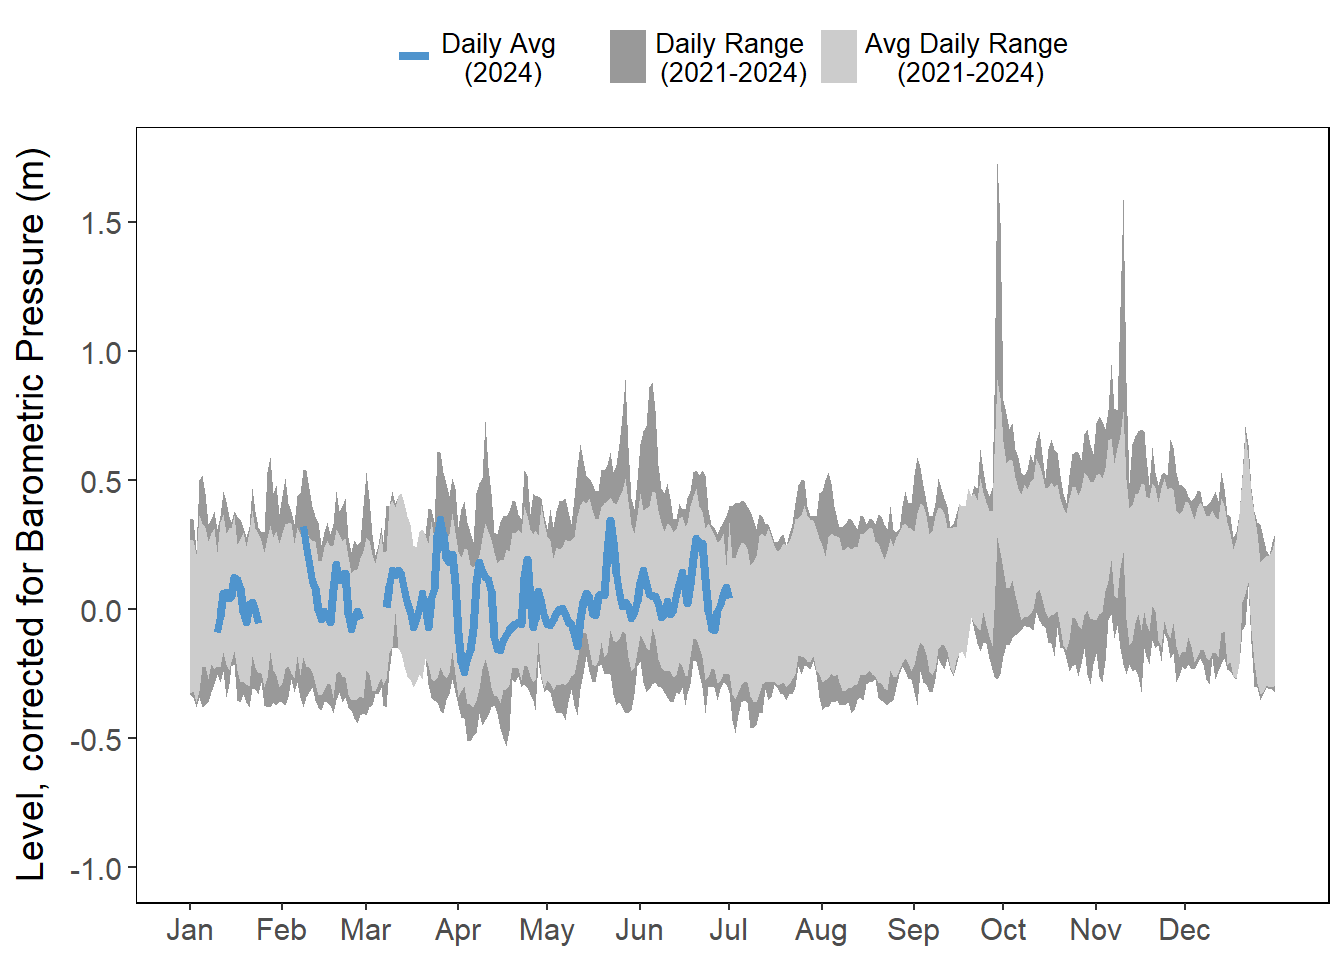 Daily Avg
(2024)
Daily Range
(2021-2024)
Avg Daily Range
(2021-2024)
Level, corrected for Barometric Pressure (m)
1.5
1.0
0.5
0.0
-0.5
-1.0
Jan Feb Mar Apr May Jun Jul Aug Sep Oct Nov Dec